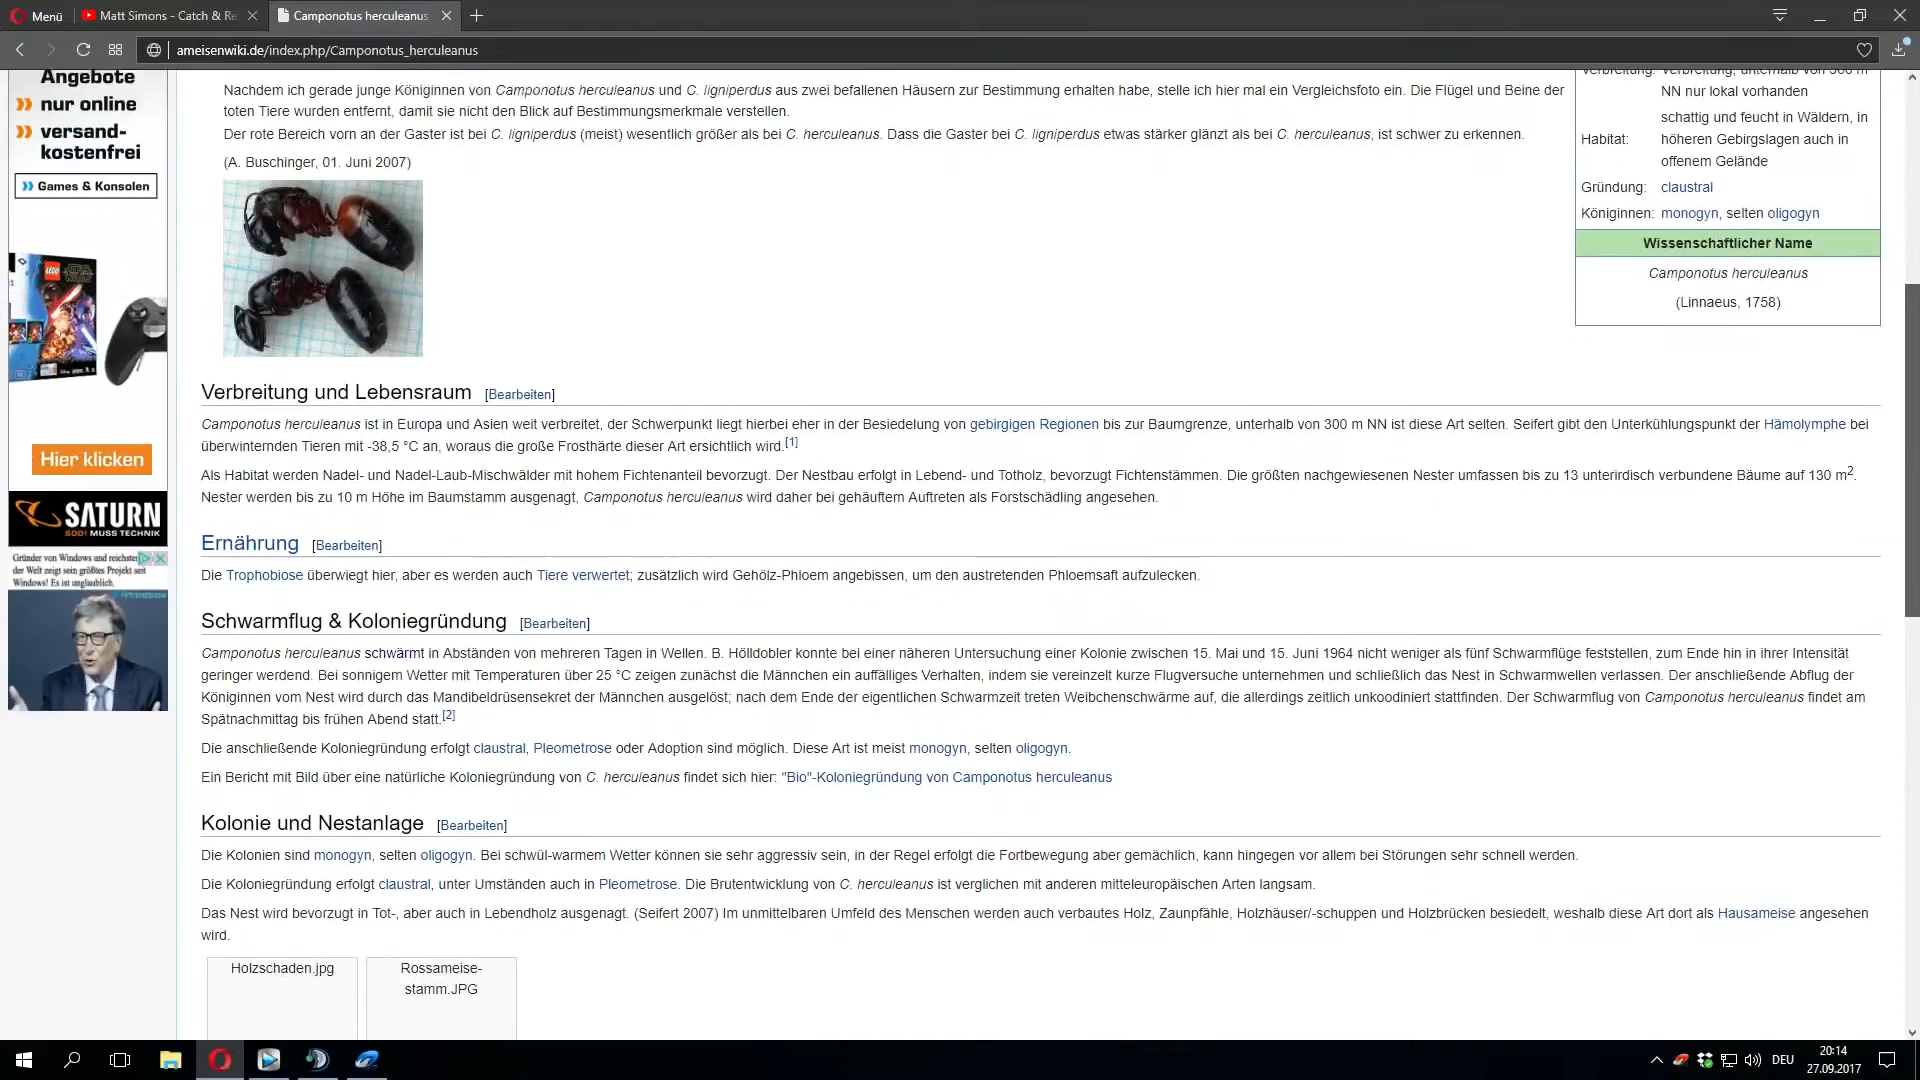 Menü
Matt Simons - Catch & Re
Camponotus herculeanus
ameisenwiki.de/index.php/Camponotus_herculeanus
Angebote
nur online
versand-
kostenfrei
Games & Konsolen
LEGO
Hier klicken
SATURN
SOO! MUSS TECHNIK
Gründer von Windows und reichster
der Welt zeigt sein größtes Projekt seit
Windows! Es ist unglaublich.
Nachdem ich gerade junge Königinnen von Camponotus herculeanus und C. ligniperdus aus zwei befallenen Häusern zur Bestimmung erhalten habe, stelle ich hier mal ein Vergleichsfoto ein. Die Flügel und Beine der
toten Tiere wurden entfernt, damit sie nicht den Blick auf Bestimmungsmerkmale verstellen.
Der rote Bereich vorn an der Gaster ist bei C. ligniperdus (meist) wesentlich größer als bei C. herculeanus. Dass die Gaster bei C. ligniperdus etwas stärker glänzt als bei C. herculeanus, ist schwer zu erkennen.
(A. Buschinger, 01. Juni 2007)
Verbreitung: Verbreitung, unterhalb von 300 m
NN nur lokal vorhanden
Habitat: schattig und feucht in Wäldern, in
höheren Gebirgslagen auch in
offenem Gelände
Gründung: claustral
Königinnen: monogyn, selten oligogyn
Wissenschaftlicher Name
Camponotus herculeanus
(Linnaeus, 1758)
Verbreitung und Lebensraum [Bearbeiten]
Camponotus herculeanus ist in Europa und Asien weit verbreitet, der Schwerpunkt liegt hierbei eher in der Besiedelung von gebirgigen Regionen bis zur Baumgrenze, unterhalb von 300 m NN ist diese Art selten. Seifert gibt den Unterkühlungspunkt der Hämolymphe bei
überwinternden Tieren mit -38,5 °C an, woraus die große Frosthärte dieser Art ersichtlich wird.[1]
Als Habitat werden Nadel- und Nadel-Laub-Mischwälder mit hohem Fichtenanteil bevorzugt. Der Nestbau erfolgt in Lebend- und Totholz, bevorzugt Fichtenstämmen. Die größten nachgewiesenen Nester umfassen bis zu 13 unterirdisch verbundene Bäume auf 130 m².
Nester werden bis zu 10 m Höhe im Baumstamm ausgenagt, Camponotus herculeanus wird daher bei gehäuftem Auftreten als Forstschädling angesehen.
Ernährung [Bearbeiten]
Die Trophobiose überwiegt hier, aber es werden auch Tiere verwertet; zusätzlich wird Gehölz-Phloem angebissen, um den austretenden Phloemsaft aufzulecken.
Schwarmflug & Koloniegründung [Bearbeiten]
Camponotus herculeanus schwärmt in Abständen von mehreren Tagen in Wellen. B. Hölldobler konnte bei einer näheren Untersuchung einer Kolonie zwischen 15. Mai und 15. Juni 1964 nicht weniger als fünf Schwarmflüge feststellen, zum Ende hin in ihrer Intensität
geringer werdend. Bei sonnigem Wetter mit Temperaturen über 25 °C zeigen zunächst die Männchen ein auffälliges Verhalten, indem sie vereinzelt kurze Flugversuche unternehmen und schließlich das Nest in Schwarmwellen verlassen. Der anschließende Abflug der
Königinnen vom Nest wird durch das Mandibeldrüsensekret der Männchen ausgelöst; nach dem Ende der eigentlichen Schwarmzeit treten Weibchenschwärme auf, die allerdings zeitlich unkoodiniert stattfinden. Der Schwarmflug von Camponotus herculeanus findet am
Spätnachmittag bis frühen Abend statt.[2]
Die anschließende Koloniegründung erfolgt claustral, Pleometrose oder Adoption sind möglich. Diese Art ist meist monogyn, selten oligogyn.
Ein Bericht mit Bild über eine natürliche Koloniegründung von C. herculeanus findet sich hier: "Bio"-Koloniegründung von Camponotus herculeanus
Kolonie und Nestanlage [Bearbeiten]
Die Kolonien sind monogyn, selten oligogyn. Bei schwül-warmem Wetter können sie sehr aggressiv sein, in der Regel erfolgt die Fortbewegung aber gemächlich, kann hingegen vor allem bei Störungen sehr schnell werden.
Die Koloniegründung erfolgt claustral, unter Umständen auch in Pleometrose. Die Brutentwicklung von C. herculeanus ist verglichen mit anderen mitteleuropäischen Arten langsam.
Das Nest wird bevorzugt in Tot-, aber auch in Lebendholz ausgenagt. (Seifert 2007) Im unmittelbaren Umfeld des Menschen werden auch verbautes Holz, Zaunpfähle, Holzhäuser/-schuppen und Holzbrücken besiedelt, weshalb diese Art dort als Hausameise angesehen
wird.
Holzschaden.jpg
Rossameise-
stamm.JPG
DEU
20:14
27.09.2017